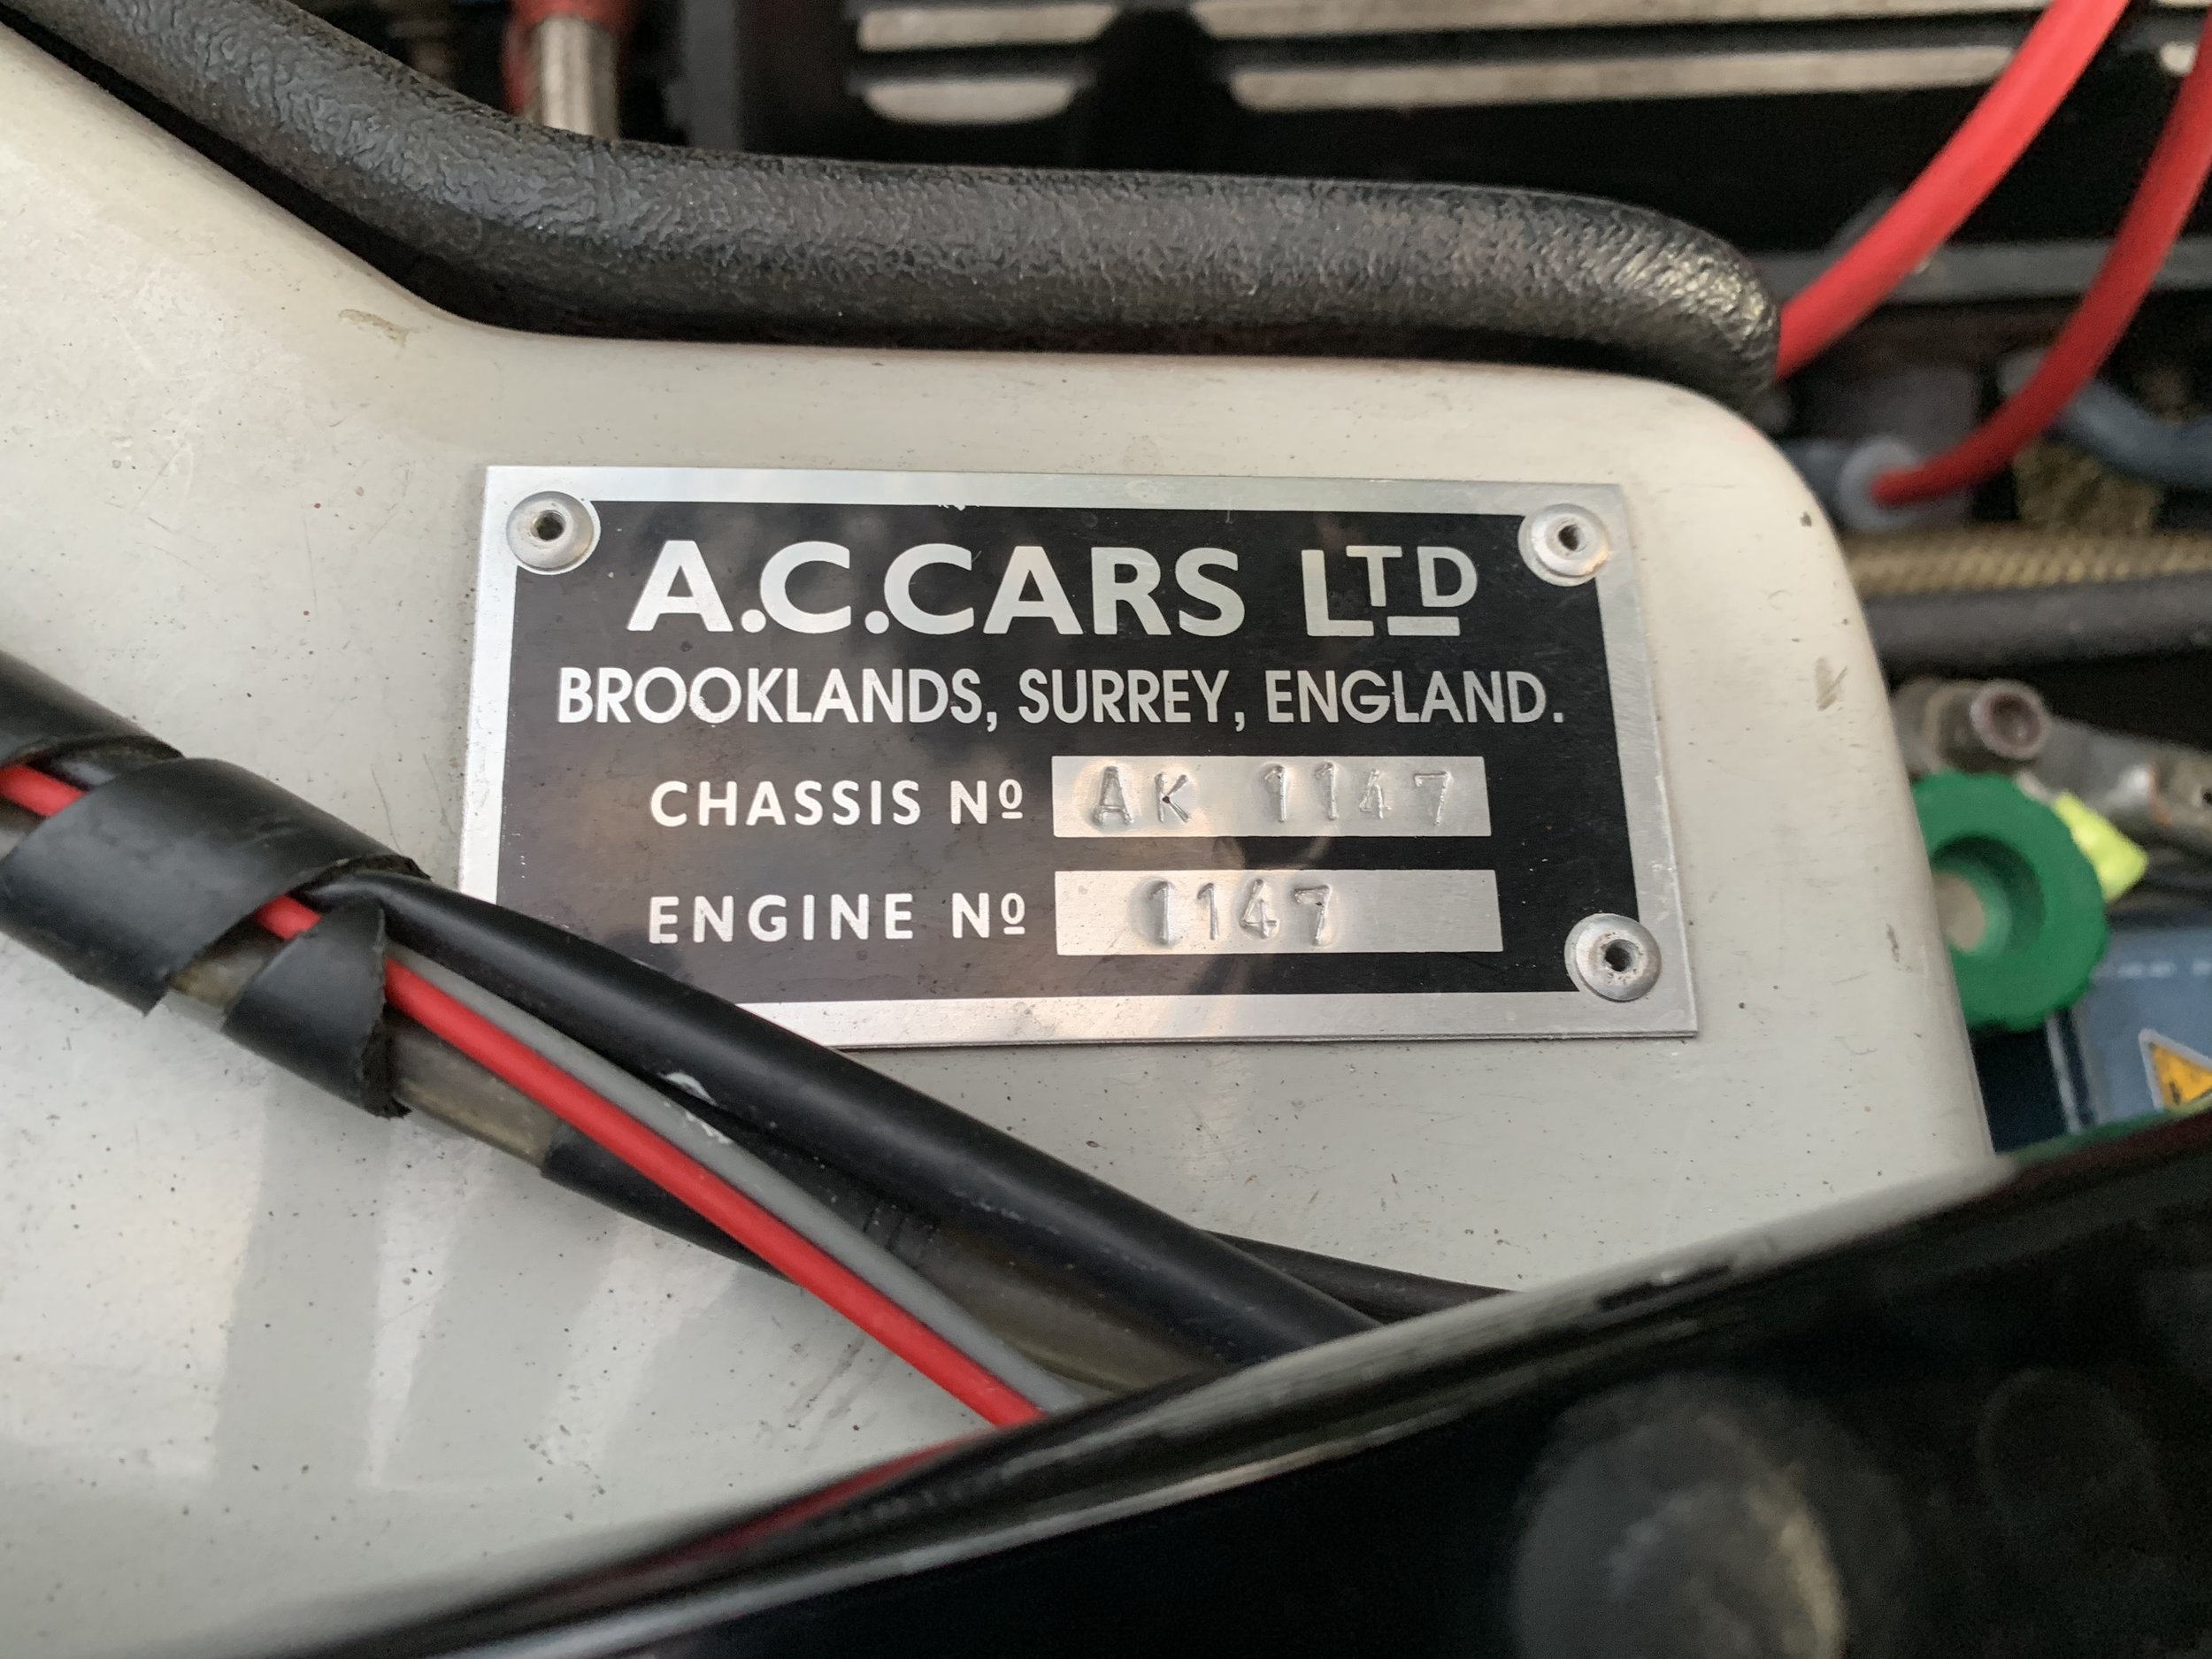 A.C.CARS LTD
BROOKLANDS, SURREY, ENGLAND.
CHASSIS Nº AK 1147
ENGINE Nº 1147